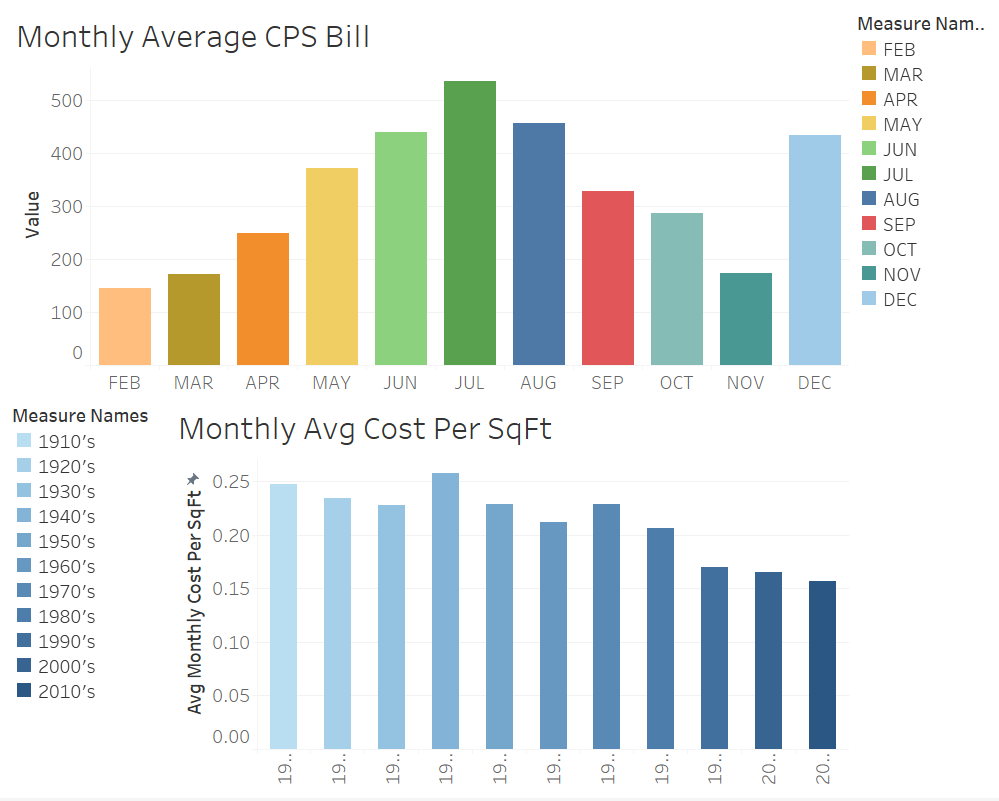 Monthly Average CPS Bill
Measure Nam..
FEB
MAR
APR
MAY
JUN
JUL
AUG
SEP
OCT
NOV
DEC
Value
500
400
300
200
100
0
FEB MAR APR MAY JUN JUL AUG SEP OCT NOV DEC
Measure Names
1910's
1920's
1930's
1940's
1950's
1960's
1970's
1980's
1990's
2000's
2010's
Monthly Avg Cost Per SqFt
Avg Monthly Cost Per SqFt
0.25
0.20
0.15
0.10
0.05
0.00
19.. 19.. 19.. 19.. 19.. 19.. 19.. 19.. 19.. 20.. 20..